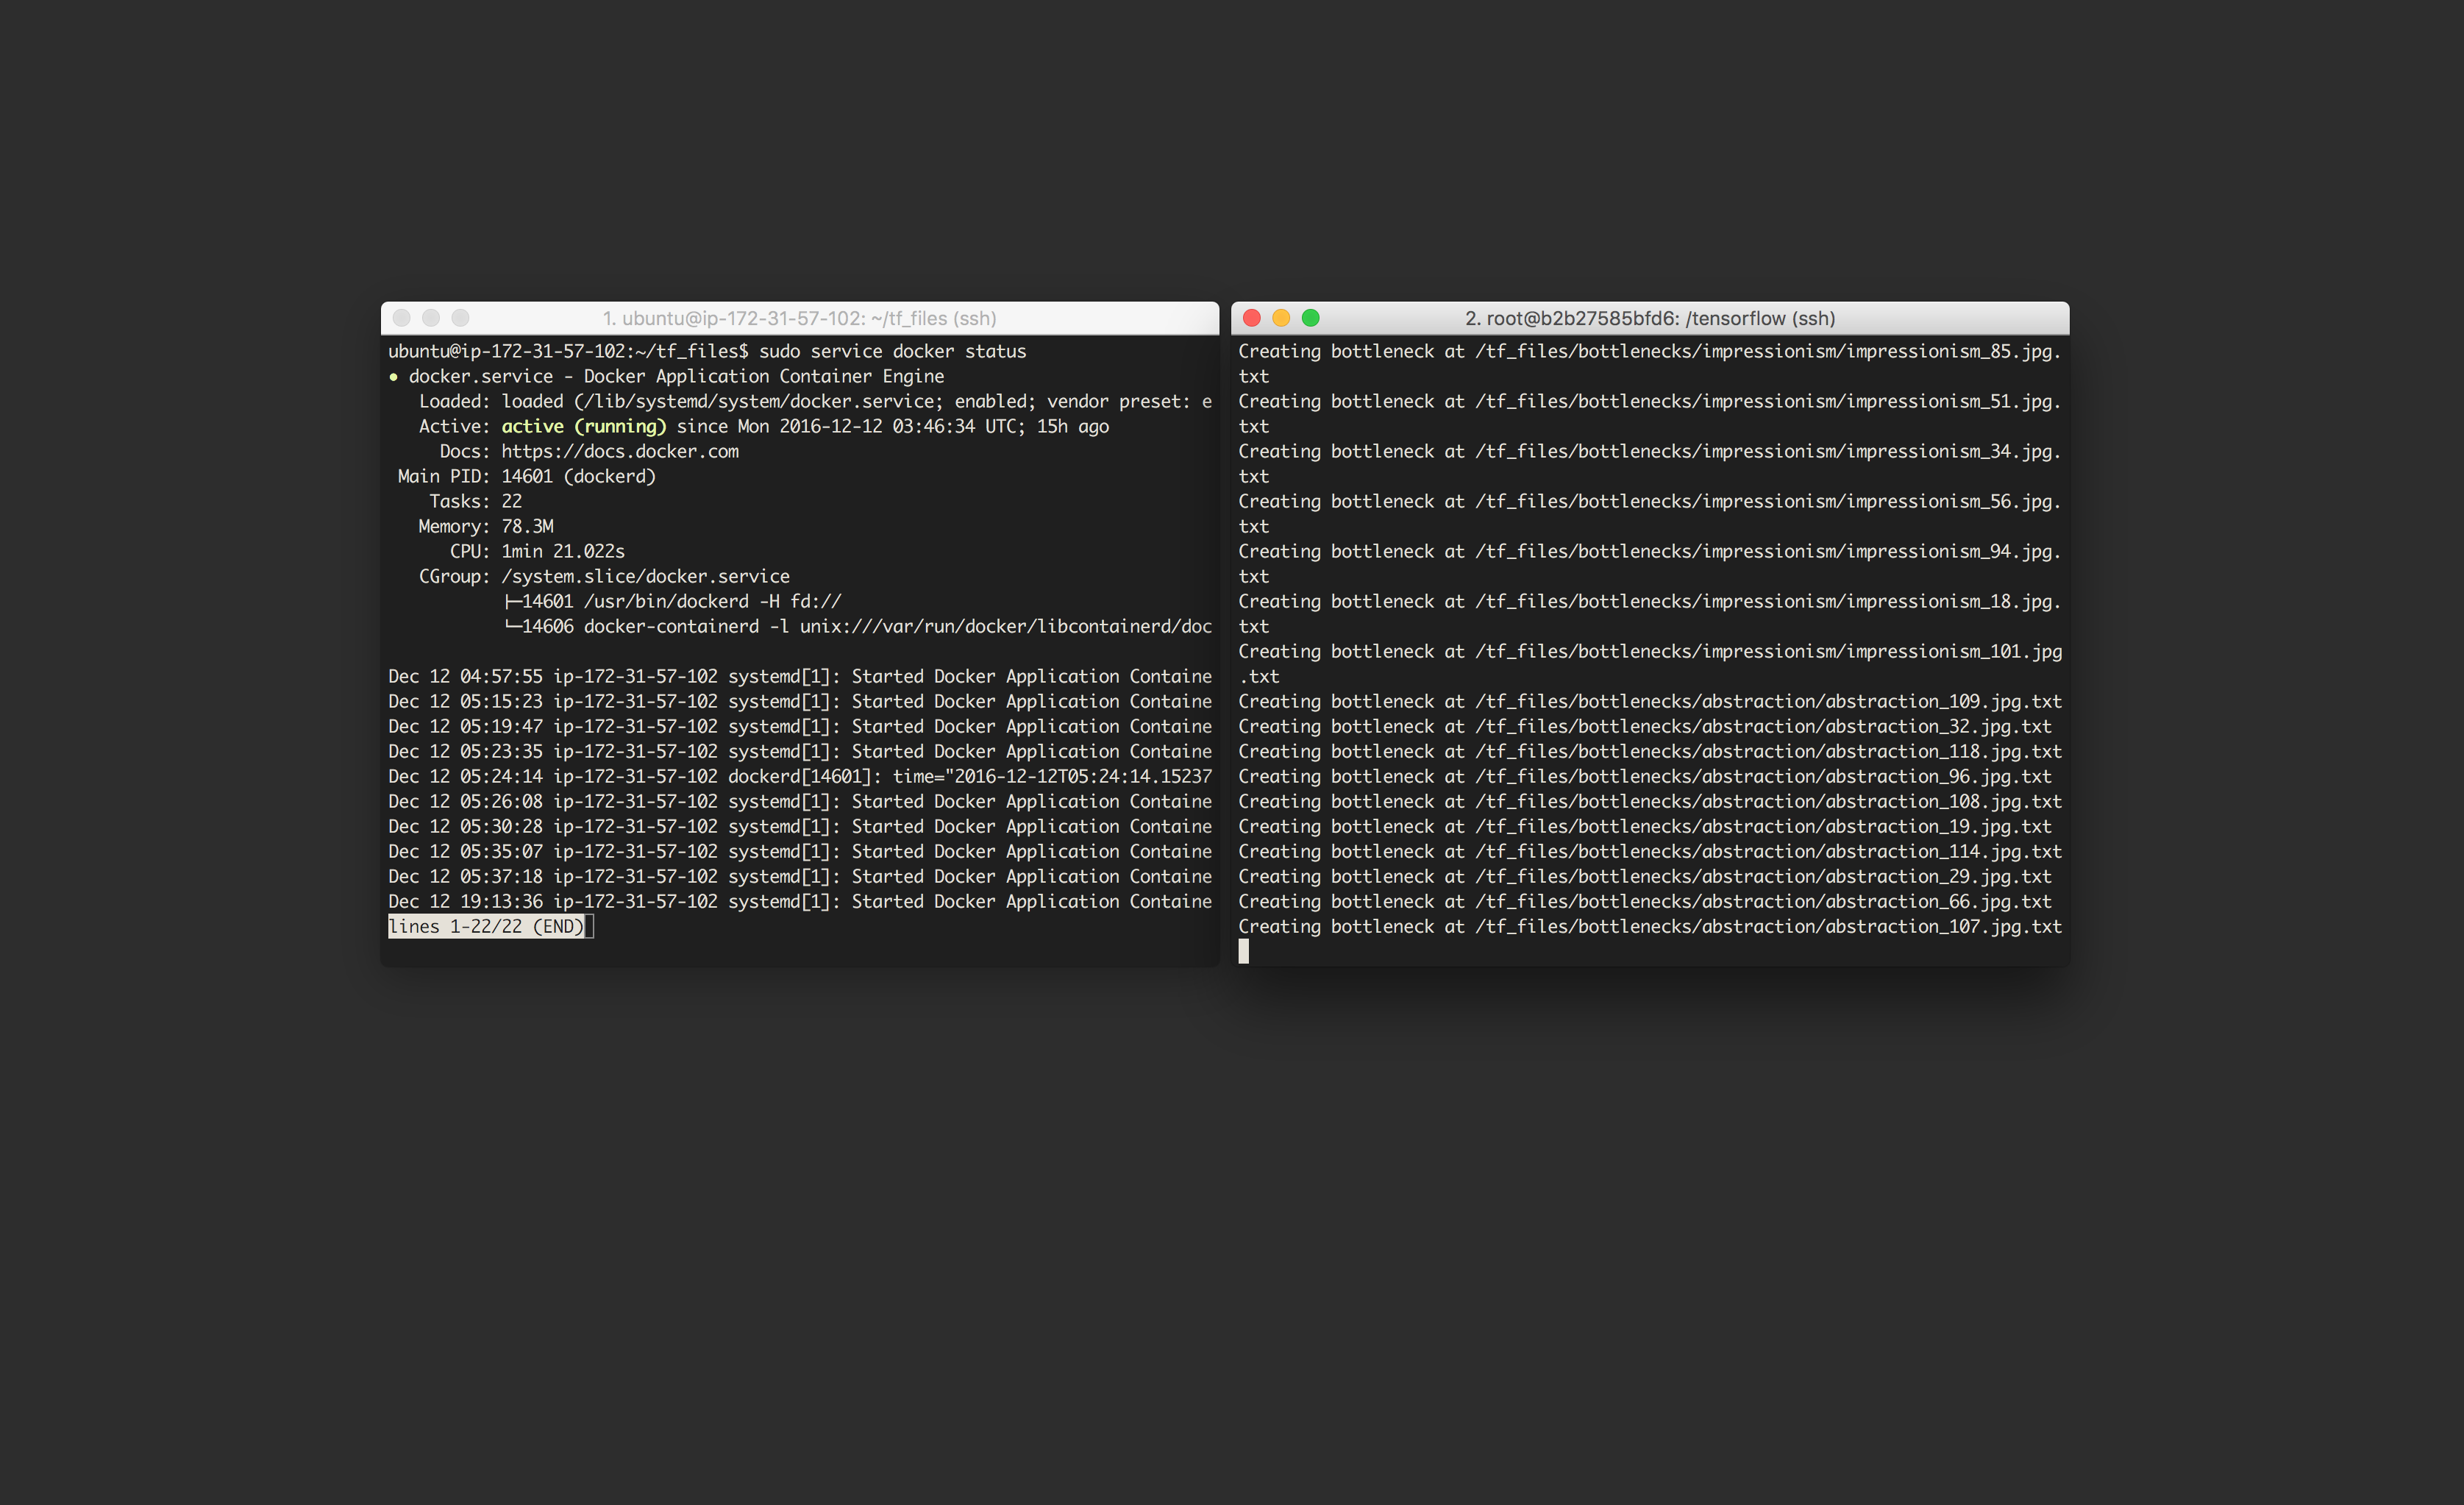 1. ubuntu@ip-172-31-57-102: ~/tf_files (ssh)
ubuntu@ip-172-31-57-102:~/tf_files$ sudo service docker status
● docker.service - Docker Application Container Engine
   Loaded: loaded (/lib/systemd/system/docker.service; enabled; vendor preset: e
   Active: active (running) since Mon 2016-12-12 03:46:34 UTC; 15h ago
     Docs: https://docs.docker.com
 Main PID: 14601 (dockerd)
    Tasks: 22
   Memory: 78.3M
      CPU: 1min 21.022s
   CGroup: /system.slice/docker.service
           ├─14601 /usr/bin/dockerd -H fd://
           └─14606 docker-containerd -l unix:///var/run/docker/libcontainerd/doc
Dec 12 04:57:55 ip-172-31-57-102 systemd[1]: Started Docker Application Containe
Dec 12 05:15:23 ip-172-31-57-102 systemd[1]: Started Docker Application Containe
Dec 12 05:19:47 ip-172-31-57-102 systemd[1]: Started Docker Application Containe
Dec 12 05:23:35 ip-172-31-57-102 systemd[1]: Started Docker Application Containe
Dec 12 05:24:14 ip-172-31-57-102 dockerd[14601]: time="2016-12-12T05:24:14.15237
Dec 12 05:26:08 ip-172-31-57-102 systemd[1]: Started Docker Application Containe
Dec 12 05:30:28 ip-172-31-57-102 systemd[1]: Started Docker Application Containe
Dec 12 05:35:07 ip-172-31-57-102 systemd[1]: Started Docker Application Containe
Dec 12 05:37:18 ip-172-31-57-102 systemd[1]: Started Docker Application Containe
Dec 12 19:13:36 ip-172-31-57-102 systemd[1]: Started Docker Application Containe
lines 1-22/22 (END)
2. root@b2b27585bfd6: /tensorflow (ssh)
Creating bottleneck at /tf_files/bottlenecks/impressionism/impressionism_85.jpg.
txt
Creating bottleneck at /tf_files/bottlenecks/impressionism/impressionism_51.jpg.
txt
Creating bottleneck at /tf_files/bottlenecks/impressionism/impressionism_34.jpg.
txt
Creating bottleneck at /tf_files/bottlenecks/impressionism/impressionism_56.jpg.
txt
Creating bottleneck at /tf_files/bottlenecks/impressionism/impressionism_94.jpg.
txt
Creating bottleneck at /tf_files/bottlenecks/impressionism/impressionism_18.jpg.
txt
Creating bottleneck at /tf_files/bottlenecks/impressionism/impressionism_101.jpg
.txt
Creating bottleneck at /tf_files/bottlenecks/abstraction/abstraction_109.jpg.txt
Creating bottleneck at /tf_files/bottlenecks/abstraction/abstraction_32.jpg.txt
Creating bottleneck at /tf_files/bottlenecks/abstraction/abstraction_118.jpg.txt
Creating bottleneck at /tf_files/bottlenecks/abstraction/abstraction_96.jpg.txt
Creating bottleneck at /tf_files/bottlenecks/abstraction/abstraction_108.jpg.txt
Creating bottleneck at /tf_files/bottlenecks/abstraction/abstraction_19.jpg.txt
Creating bottleneck at /tf_files/bottlenecks/abstraction/abstraction_114.jpg.txt
Creating bottleneck at /tf_files/bottlenecks/abstraction/abstraction_29.jpg.txt
Creating bottleneck at /tf_files/bottlenecks/abstraction/abstraction_66.jpg.txt
Creating bottleneck at /tf_files/bottlenecks/abstraction/abstraction_107.jpg.txt